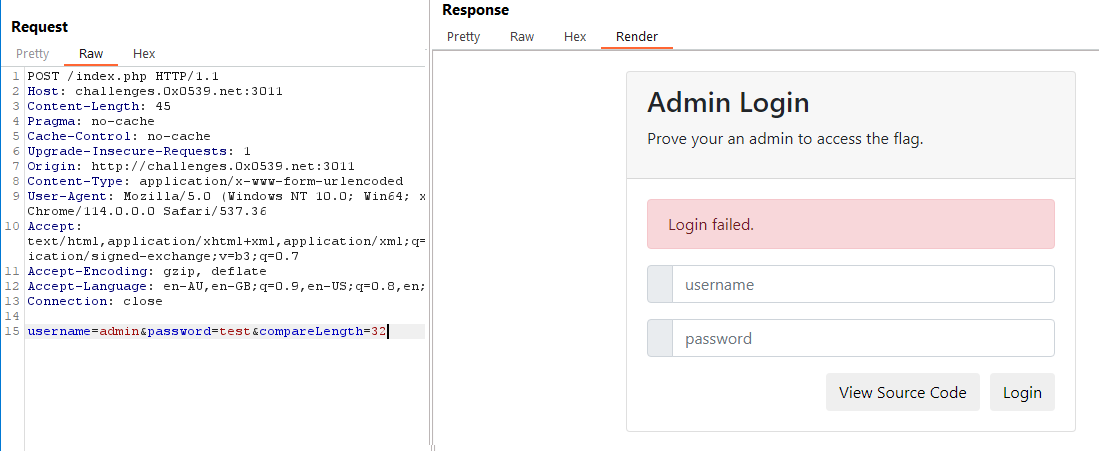 Request
Pretty Raw Hex
1 POST /index.php HTTP/1.1
2 Host: challenges.0x0539.net:3011
3 Content-Length: 45
4 Pragma: no-cache
5 Cache-Control: no-cache
6 Upgrade-Insecure-Requests: 1
7 Origin: http://challenges.0x0539.net:3011
8 Content-Type: application/x-www-form-urlencoded
9 User-Agent: Mozilla/5.0 (Windows NT 10.0; Win64; x
Chrome/114.0.0.0 Safari/537.36
10 Accept:
text/html,application/xhtml+xml,application/xml;q=
ication/signed-exchange;v=b3;q=0.7
11 Accept-Encoding: gzip, deflate
12 Accept-Language: en-AU,en-GB;q=0.9,en-US;q=0.8,en;
13 Connection: close
14
15 username=admin&password=test&compareLength=32
Response
Pretty Raw Hex Render
Admin Login
Prove your an admin to access the flag.
Login failed.
username
password
View Source Code Login